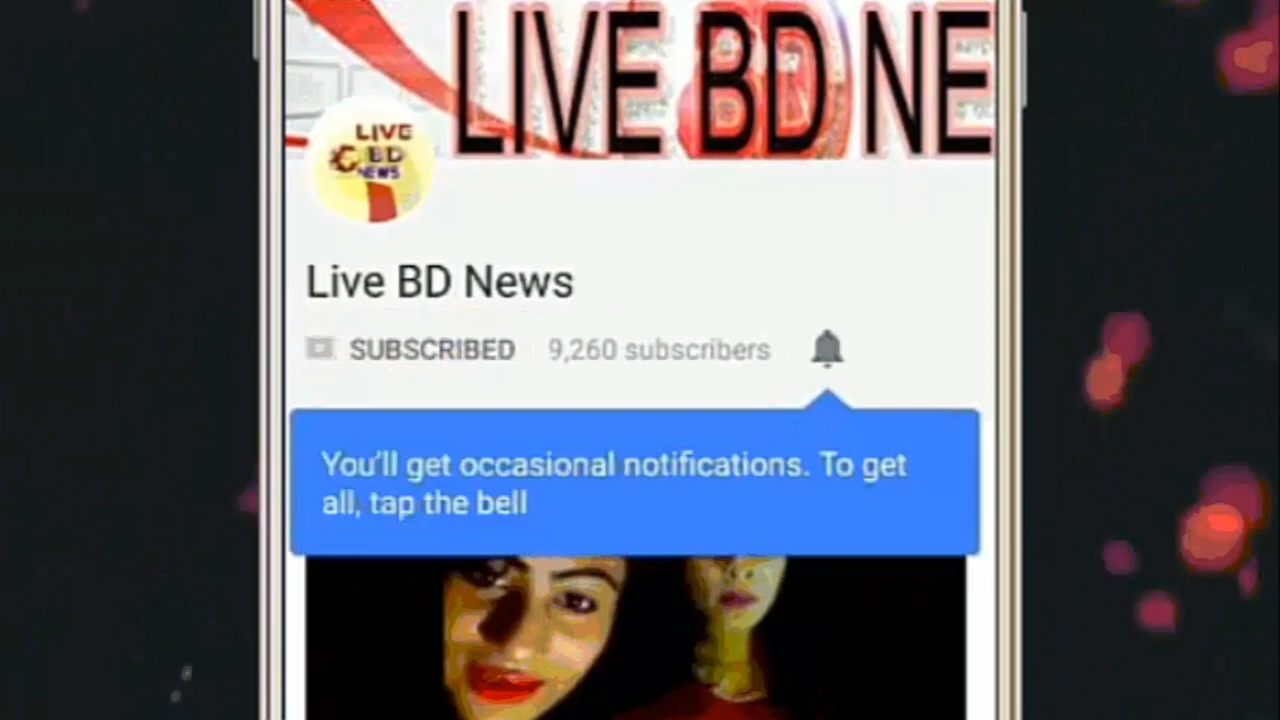 LIVE BD NE
LIVE
BD
NEWS
Live BD News
SUBSCRIBED 9,260 subscribers
You'll get occasional notifications. To get
all, tap the bell